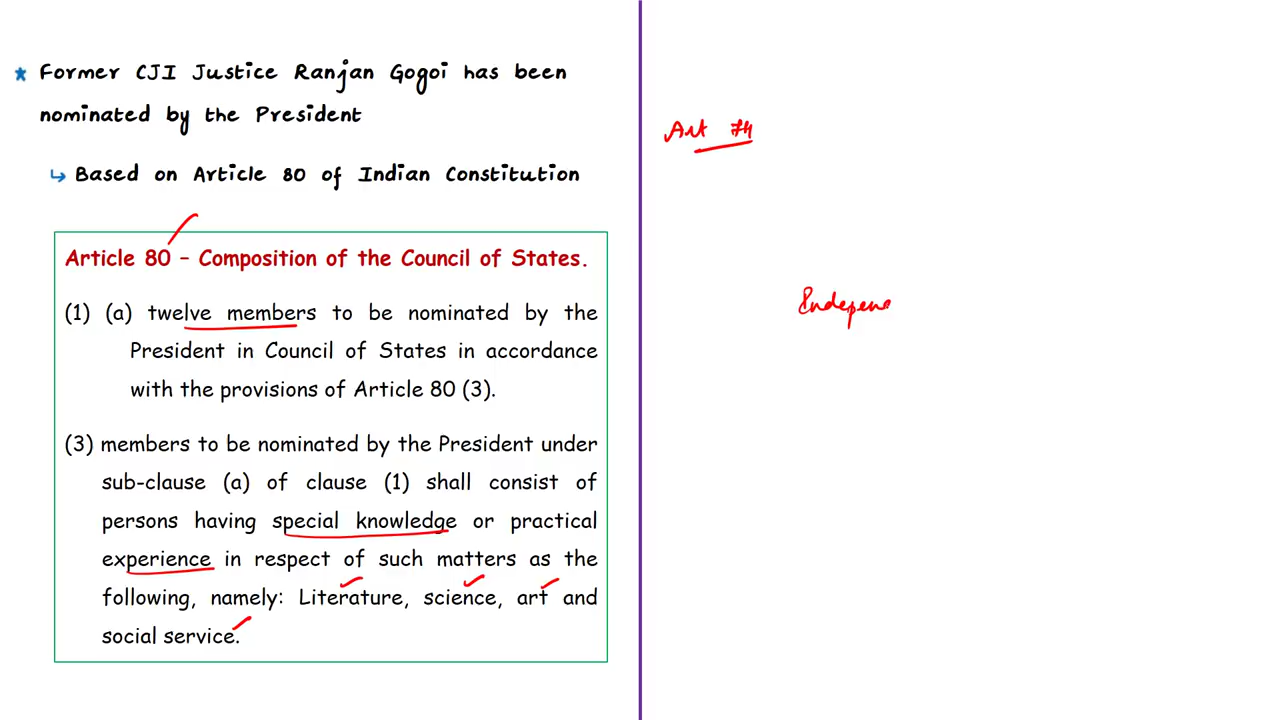 Former CJI Justice Ranjan Gogoi has been
nominated by the President
Based on Article 80 of Indian Constitution
Article 80 – Composition of the Council of States.
(1) (a) twelve members to be nominated by the
President in Council of States in accordance
with the provisions of Article 80 (3).
(3) members to be nominated by the President under
sub-clause (a) of clause (1) shall consist of
persons having special knowledge or practical
experience in respect of such matters as the
following, namely: Literature, science, art and
social service.
Art 74
Indepen